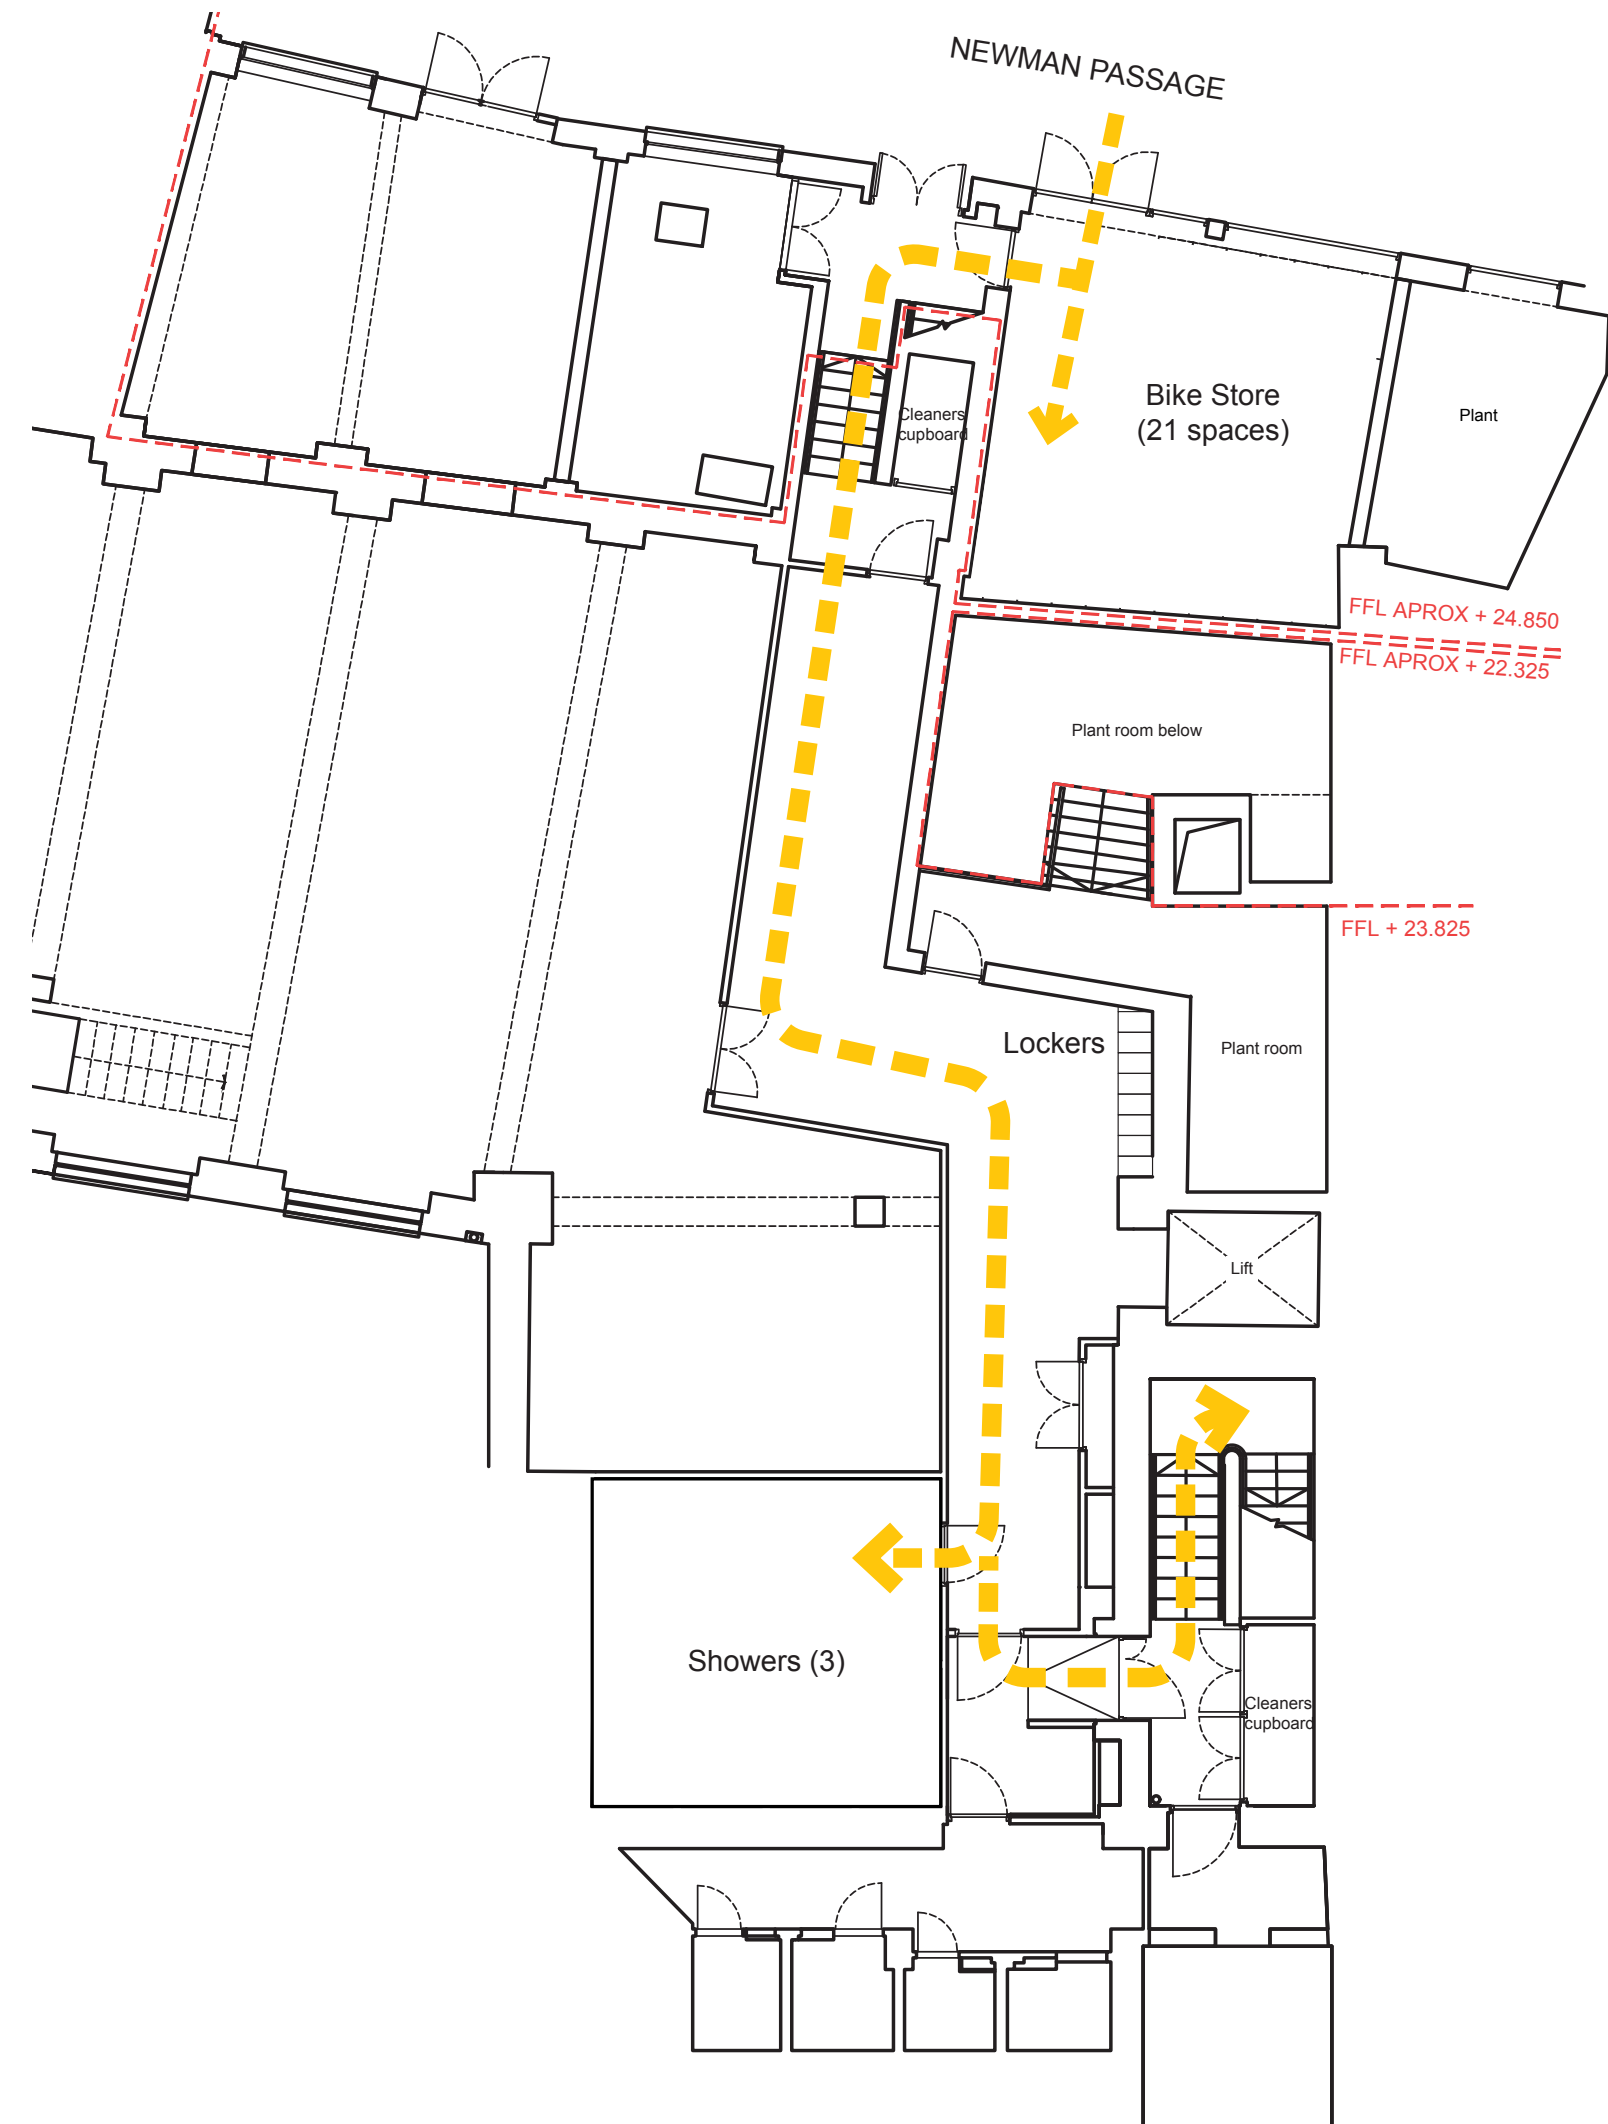 NEWMAN PASSAGE
Bike Store
(21 spaces)
Plant
Cleaners
cupboard
FFL APROX + 24.850
FFL APROX + 22.325
Plant room below
FFL + 23.825
Lockers
Plant room
Lift
Showers (3)
Cleaners
cupboard